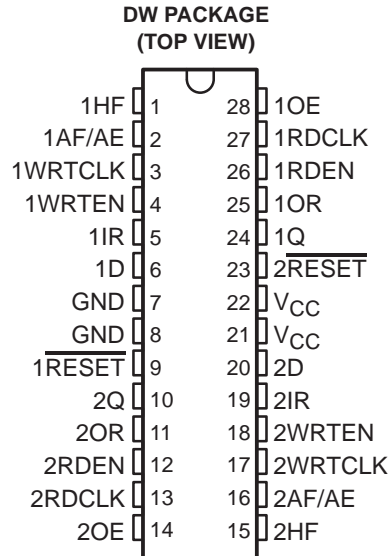 DW PACKAGE
(TOP VIEW)
1HF 1 28 1OE
1AF/AE 2 27 1RDCLK
1WRTCLK 3 26 1RDEN
1WRTEN 4 25 1OR
1IR 5 24 1Q
1D 6 23 2RESET
GND 7 22 VCC
GND 8 21 VCC
1RESET 9 20 2D
2Q 10 19 2IR
2OR 11 18 2WRTEN
2RDEN 12 17 2WRTCLK
2RDCLK 13 16 2AF/AE
2OE 14 15 2HF